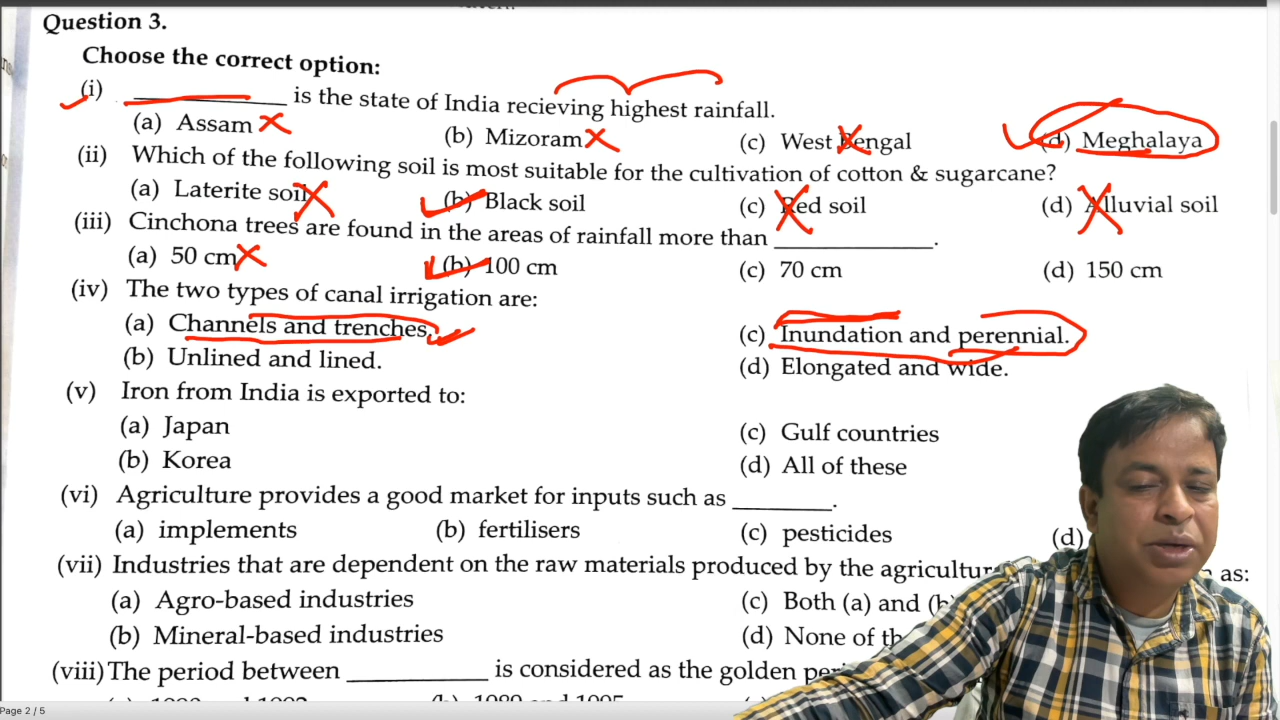 Question 3.
Choose the correct option:
(i) ____________ is the state of India recieving highest rainfall.
(a) Assam (b) Mizoram (c) West Bengal (d) Meghalaya
(ii) Which of the following soil is most suitable for the cultivation of cotton & sugarcane?
(a) Laterite soil (b) Black soil (c) Red soil (d) Alluvial soil
(iii) Cinchona trees are found in the areas of rainfall more than ____________.
(a) 50 cm (b) 100 cm (c) 70 cm (d) 150 cm
(iv) The two types of canal irrigation are:
(a) Channels and trenches. (c) Inundation and perennial.
(b) Unlined and lined. (d) Elongated and wide.
(v) Iron from India is exported to:
(a) Japan (c) Gulf countries
(b) Korea (d) All of these
(vi) Agriculture provides a good market for inputs such as ________.
(a) implements (b) fertilisers (c) pesticides (d)
(vii) Industries that are dependent on the raw materials produced by the as:
(a) Agro-based industries (c) Both (a) and
(b) Mineral-based industries (d) None of
(viii) The period between __________ is considered as the golden
Page 2 / 5